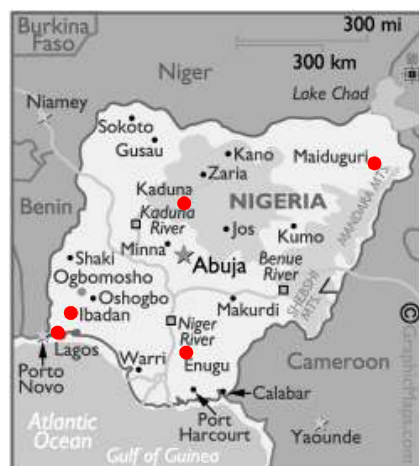 Burkina
Faso
300 mi
300 km
Niger
Niamey
Lake Chad
Sokoto
Gusau
Kano
Zaria
Maiduguri
Kaduna
Kaduna
River
NIGERIA
MANDARA MTS.
Benin
Jos
Kumo
Minna
Abuja
Shaki
Ogbomosho
Oshogbo
Benue
River
SHEBSHI
MTS.
Ibadan
Makurdi
Niger
River
Lagos
Porto
Novo
Warri
Enugu
Cameroon
Calabar
Port
Harcourt
Atlantic
Ocean
Yaounde
Gulf of Guinea
©GraphicMaps.com